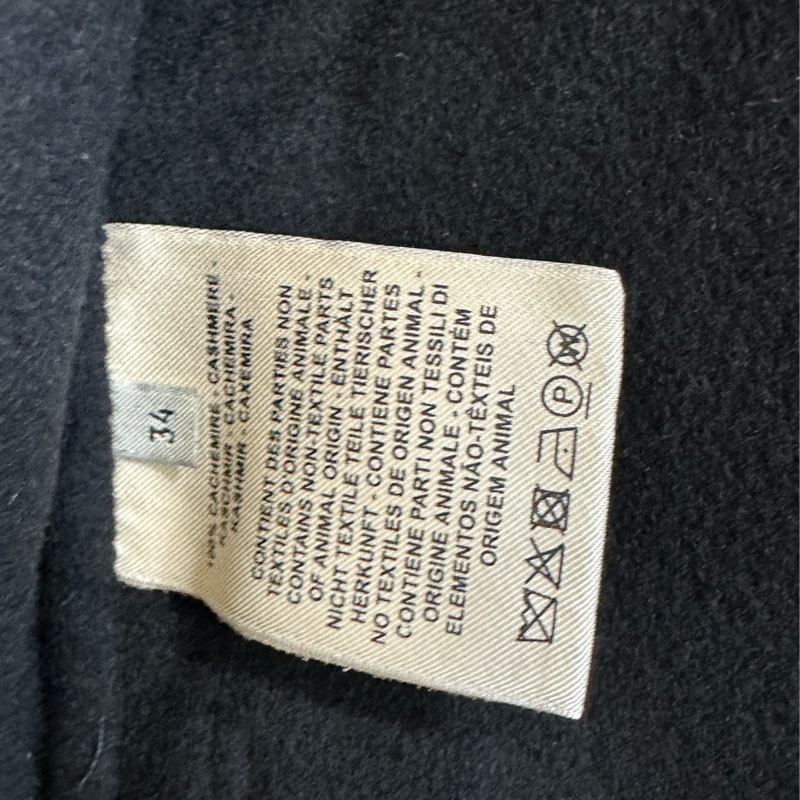 34
100% CACHEMIRE - CASHMERE -
KASCHMIR - CACHEMIRA -
KASHMIR - CAXEMIRA
CONTIENT DES PARTIES NON
TEXTILES D'ORIGINE ANIMALE -
CONTAINS NON-TEXTILE PARTS
OF ANIMAL ORIGIN - ENTHÄLT
NICHT TEXTILE TEILE TIERISCHER
HERKUNFT - CONTIENE PARTES
NO TEXTILES DE ORIGEN ANIMAL -
CONTIENE PARTI NON TESSILI DI
ORIGINE ANIMALE - CONTÉM
ELEMENTOS NÃO-TÊXTEIS DE
ORIGEM ANIMAL
P W